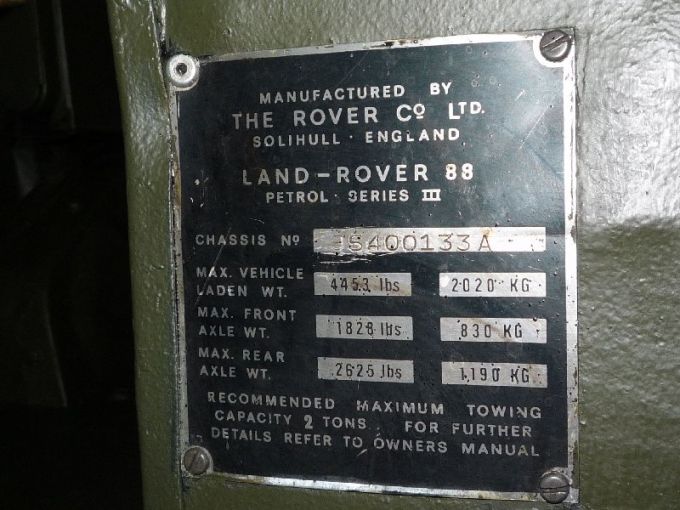 MANUFACTURED BY
THE ROVER Co LTD.
SOLIHULL · ENGLAND
LAND-ROVER 88
PETROL · SERIES III
CHASSIS No S400133A
MAX. VEHICLE
LADEN WT. 4453 lbs 2020 KG
MAX. FRONT
AXLE WT. 1828 lbs 830 KG
MAX. REAR
AXLE WT. 2625 lbs 1190 KG
RECOMMENDED MAXIMUM TOWING
CAPACITY 2 TONS. FOR FURTHER
DETAILS REFER TO OWNERS MANUAL